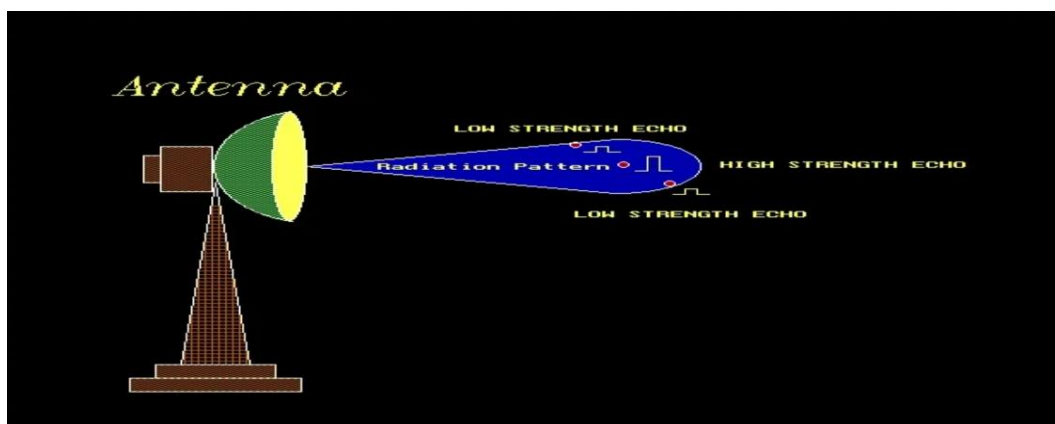 Antenna
LOW STRENGTH ECHO
Radiation Pattern
HIGH STRENGTH ECHO
LOW STRENGTH ECHO